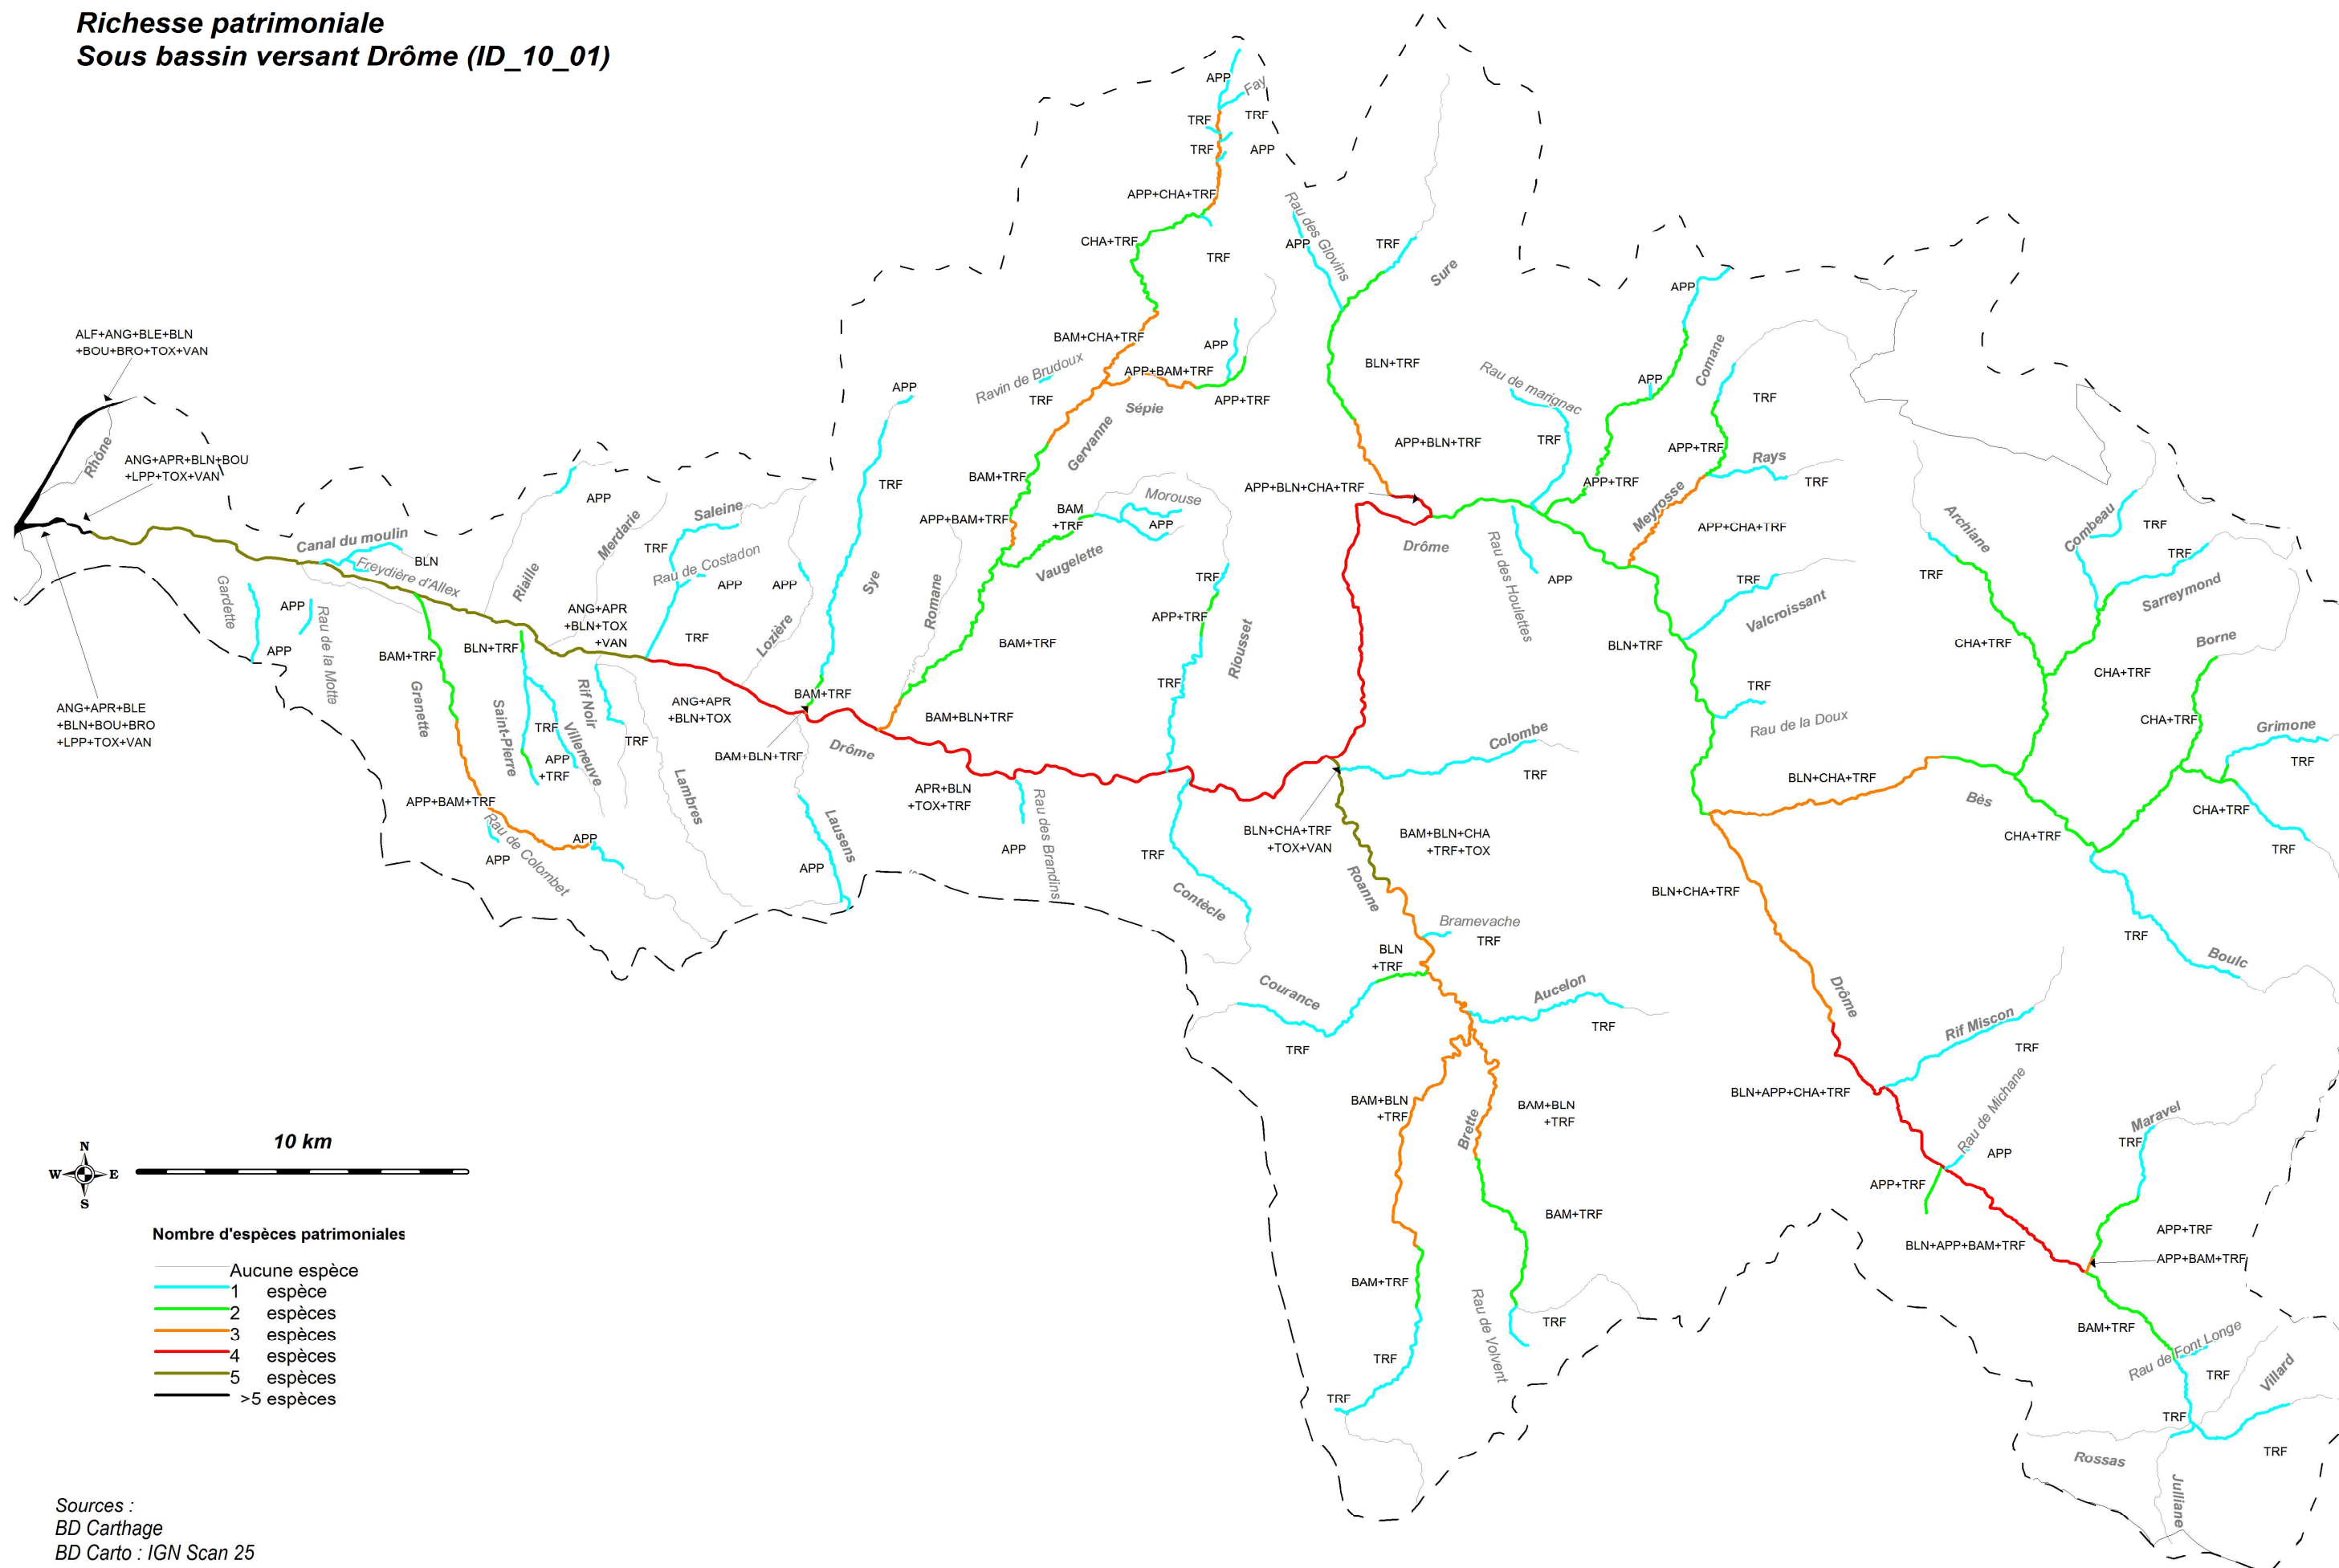 Richesse patrimoniale
Sous bassin versant Drôme (ID_10_01)
APP
Fay
TRF
TRF
TRF
APP
APP+CHA+TRF
CHA+TRF
TRF
Rau des Glovins
APP
TRF
Sure
APP
ALF+ANG+BLE+BLN
+BOU+BRO+TOX+VAN
BAM+CHA+TRF
APP
Ravin de Brudoux
TRF
APP+BAM+TRF
APP+TRF
Sépie
BLN+TRF
Rau de marignac
APP
Comane
TRF
APP
Rhône
ANG+APR+BLN+BOU
+LPP+TOX+VAN
Gervanne
APP+BLN+TRF
TRF
APP+TRF
Rays
TRF
TRF
BAM+TRF
APP+BLN+CHA+TRF
APP+TRF
APP
Morouse
Saleine
Merdarie
BAM
+TRF
APP
APP+BAM+TRF
Meyrosse
APP+CHA+TRF
Archiane
Combeau
TRF
Canal du moulin
BLN
Freydière d'Allex
TRF
Rau de Costadon
APP
APP
Vaugelette
Drôme
Rau des Houlettes
APP
TRF
TRF
TRF
Sarreymond
Gardette
APP
Rau de la Motte
APP
Riaille
ANG+APR
+BLN+TOX
+VAN
TRF
Lozière
Sye
Romane
TRF
APP+TRF
Riousset
Valcroissant
BLN+TRF
CHA+TRF
Borne
CHA+TRF
BAM+TRF
BLN+TRF
BAM+TRF
TRF
TRF
ANG+APR+BLE
+BLN+BOU+BRO
+LPP+TOX+VAN
Grenette
Saint-Pierre
Rif Noir
TRF
Villeneuve
TRF
APP
+TRF
ANG+APR
+BLN+TOX
BAM+TRF
BAM+BLN+TRF
BAM+BLN+TRF
Drôme
Colombe
TRF
Rau de la Doux
CHA+TRF
Grimone
TRF
APP+BAM+TRF
Rau de Colombet
APP
APP
Lambres
Lausens
APP
APR+BLN
+TOX+TRF
Rau des Brandins
APP
TRF
Contècle
BLN+CHA+TRF
+TOX+VAN
BAM+BLN+CHA
+TRF+TOX
Roanne
BLN+CHA+TRF
Bès
CHA+TRF
CHA+TRF
TRF
BLN+CHA+TRF
Bramevache
TRF
BLN
+TRF
TRF
Boulc
Courance
TRF
Aucelon
TRF
Drôme
Rif Miscon
TRF
BAM+BLN
+TRF
Brette
BAM+BLN
+TRF
BLN+APP+CHA+TRF
Rau de Michane
APP
Maravel
TRF
10 km
N
W
E
S
APP+TRF
BAM+TRF
BLN+APP+BAM+TRF
APP+TRF
APP+BAM+TRF
BAM+TRF
Rau de Volvent
TRF
TRF
TRF
BAM+TRF
Rau de Font Longe
TRF
Villard
TRF
TRF
Rossas
Julliane
Nombre d'espèces patrimoniales
Aucune espèce
1 espèce
2 espèces
3 espèces
4 espèces
5 espèces
>5 espèces
Sources :
BD Carthage
BD Carto : IGN Scan 25